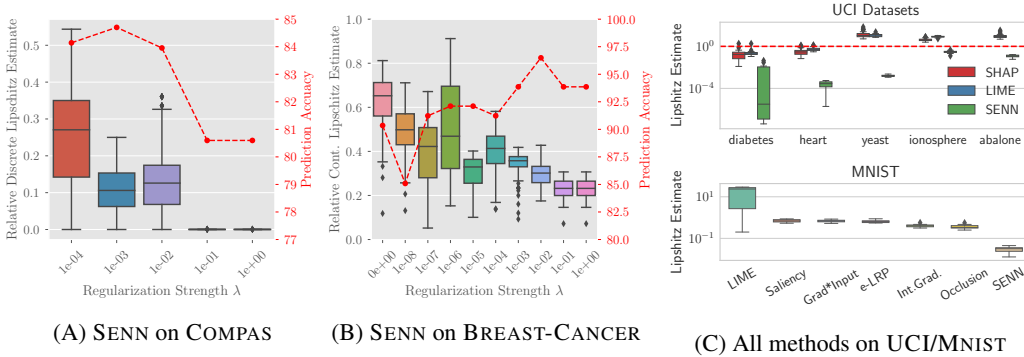 Relative Discrete Lipschitz Estimate
0.5
0.4
0.3
0.2
0.1
0.0
85
84
83
82
81
80
79
78
77
Prediction Accuacy
1e-04
1e-03
1e-02
1e-01
1e+00
Regularization Strength λ
(A) SENN on COMPAS
Relative Cont. Lipschitz Estimate
1.0
0.8
0.6
0.4
0.2
0.0
100.0
97.5
95.0
92.5
90.0
87.5
85.0
82.5
80.0
Prediction Accuacy
0e+00
1e-08
1e-07
1e-06
1e-05
1e-04
1e-03
1e-02
1e-01
1e+00
Regularization Strength λ
(B) SENN on BREAST-CANCER
UCI Datasets
Lipshitz Estimate
10⁰
10⁻⁴
SHAP
LIME
SENN
diabetes heart yeast ionosphere abalone
MNIST
Lipshitz Estimate
10¹
10⁻¹
LIME
Saliency
Grad*Input
e-LRP
Int.Grad.
Occlusion
SENN
(C) All methods on UCI/MNIST